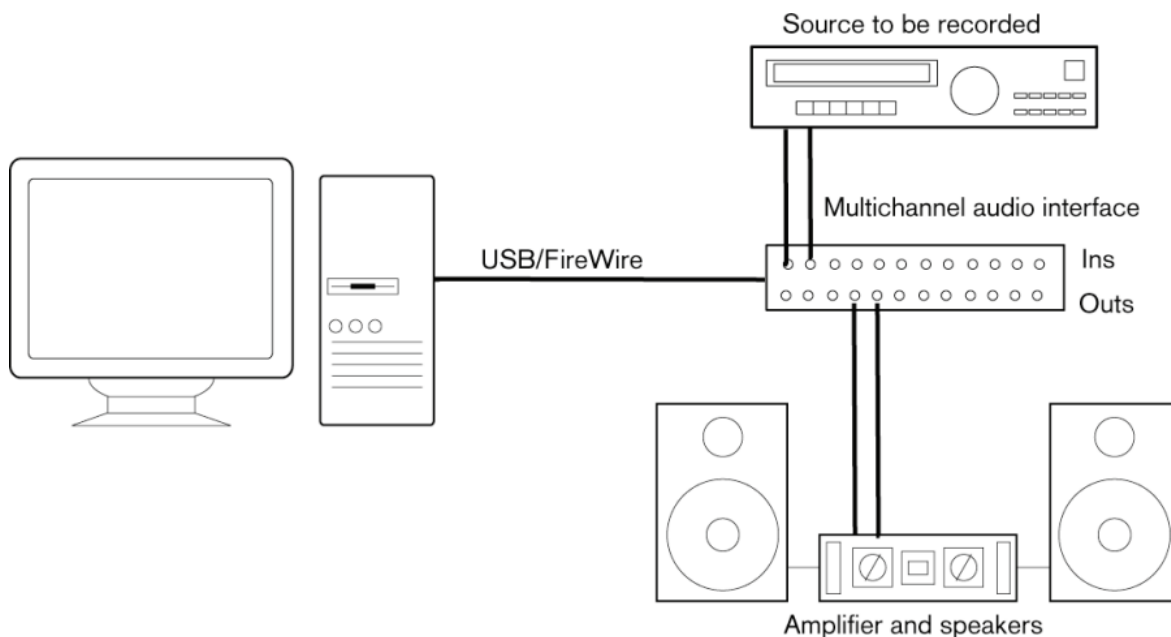 Source to be recorded
Multichannel audio interface
USB/FireWire
Ins
Outs
Amplifier and speakers